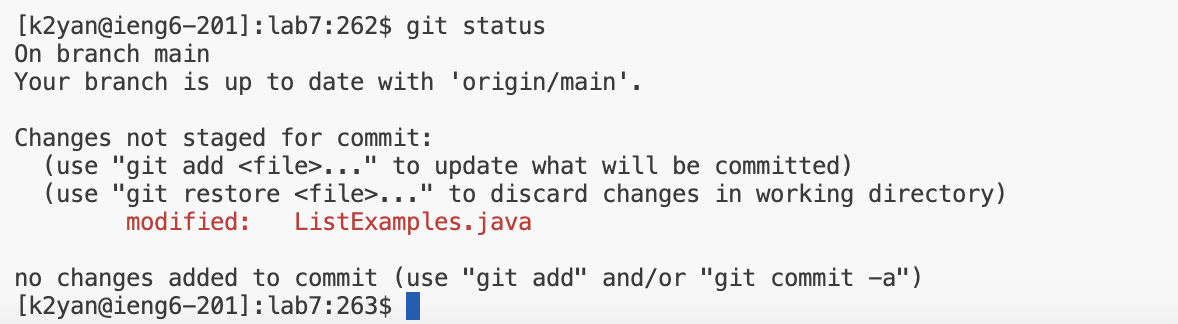 [k2yan@ieng6-201]:lab7:262$ git status
On branch main
Your branch is up to date with 'origin/main'.

Changes not staged for commit:
  (use "git add <file>..." to update what will be committed)
  (use "git restore <file>..." to discard changes in working directory)
        modified:   ListExamples.java

no changes added to commit (use "git add" and/or "git commit -a")
[k2yan@ieng6-201]:lab7:263$